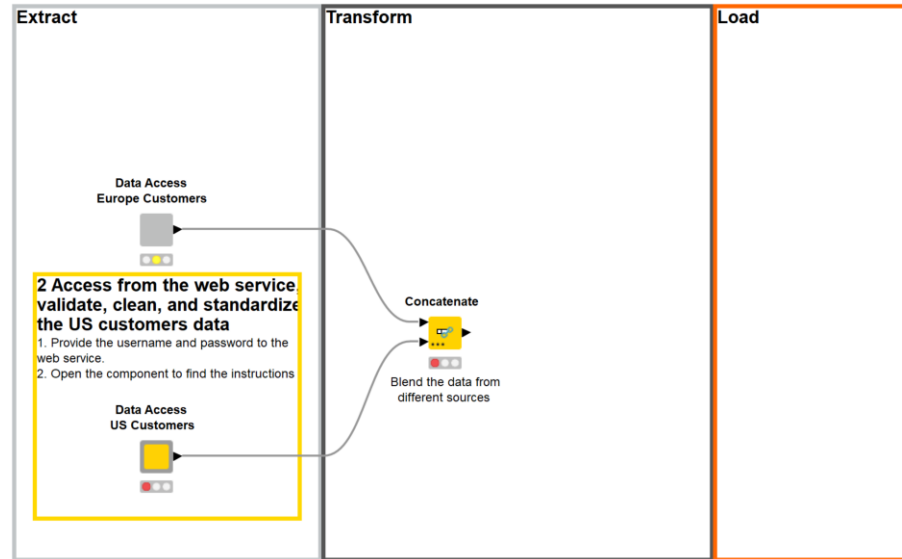 Extract
Transform
Load
Data Access
Europe Customers
2 Access from the web service,
validate, clean, and standardize
the US customers data
1. Provide the username and password to the
web service.
2. Open the component to find the instructions
Data Access
US Customers
Concatenate
Blend the data from
different sources